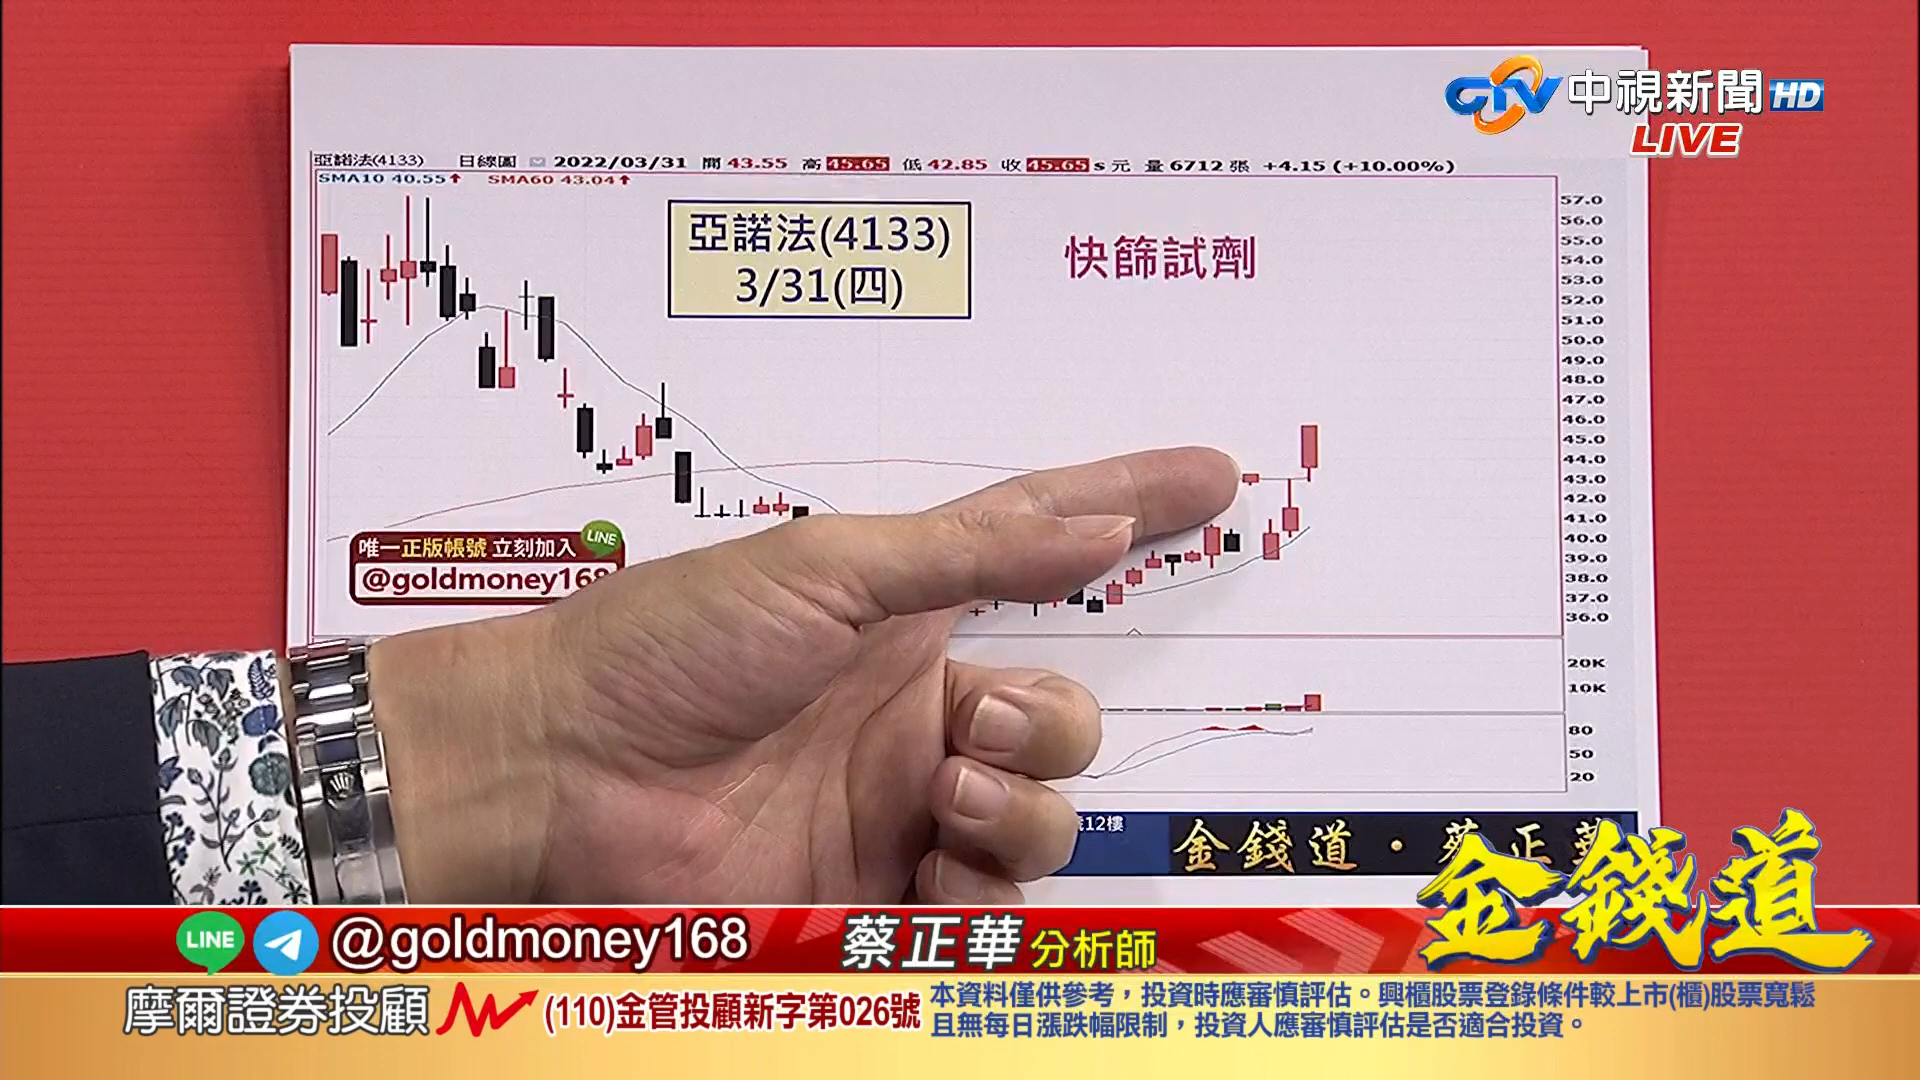 CTV 中視新聞 HD
LIVE
亞諾法(4133) 日線圖 2022/03/31 開 43.55 高 45.65 低 42.85 收 45.65 s 元 量 6712 張 +4.15 (+10.00%)
SMA10 40.55↑ SMA60 43.04↑
亞諾法(4133)
3/31(四)
快篩試劑
57.0
56.0
55.0
54.0
53.0
52.0
51.0
50.0
49.0
48.0
47.0
46.0
45.0
44.0
43.0
42.0
41.0
40.0
39.0
38.0
37.0
36.0
20K
10K
80
50
20
唯一正版帳號 立刻加入 LINE
@goldmoney168
號12樓
金錢道・蔡正華
金錢道
LINE @goldmoney168 蔡正華 分析師
摩爾證券投顧 (110)金管投顧新字第026號
本資料僅供參考，投資時應審慎評估。興櫃股票登錄條件較上市(櫃)股票寬鬆
且無每日漲跌幅限制，投資人應審慎評估是否適合投資。